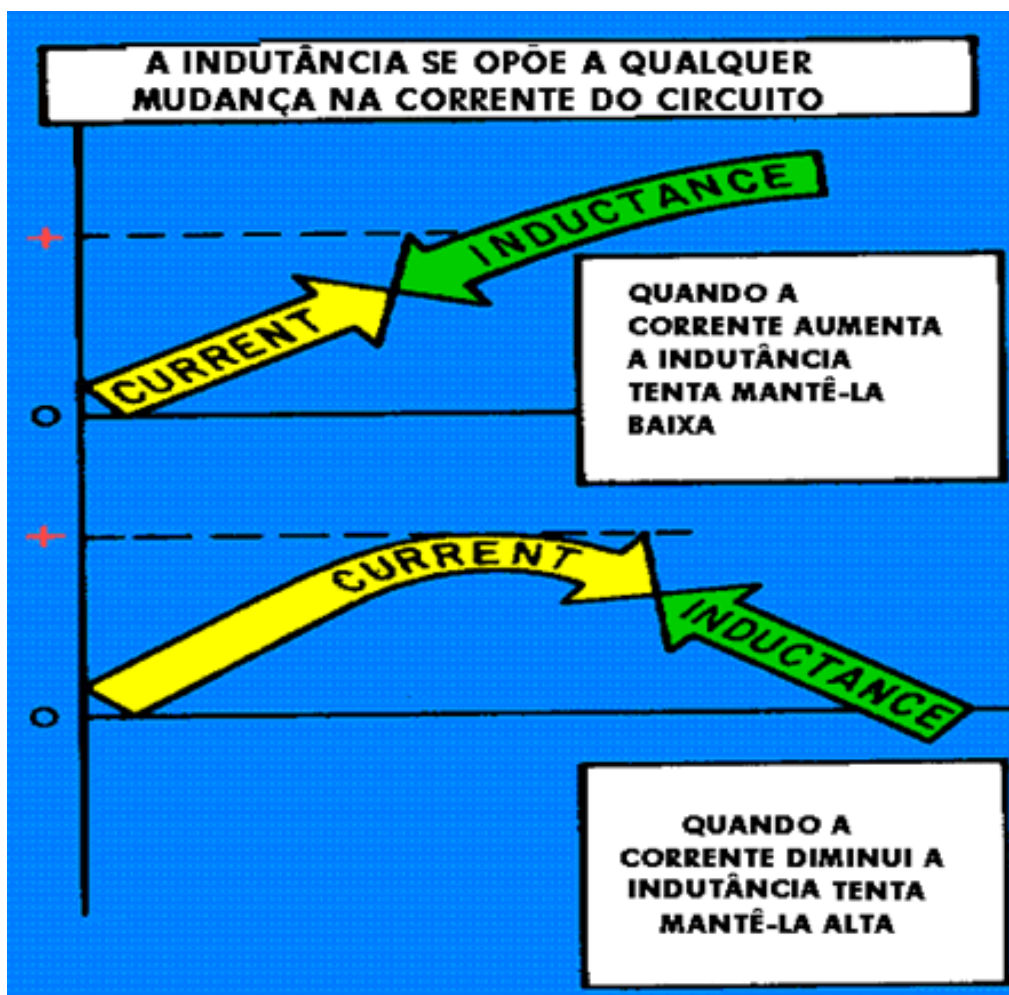 A INDUTÂNCIA SE OPÕE A QUALQUER
MUDANÇA NA CORRENTE DO CIRCUITO
+
INDUCTANCE
CURRENT
O
QUANDO A
CORRENTE AUMENTA
A INDUTÂNCIA
TENTA MANTÊ-LA
BAIXA
+
CURRENT
INDUCTANCE
O
QUANDO A
CORRENTE DIMINUI A
INDUTÂNCIA TENTA
MANTÊ-LA ALTA